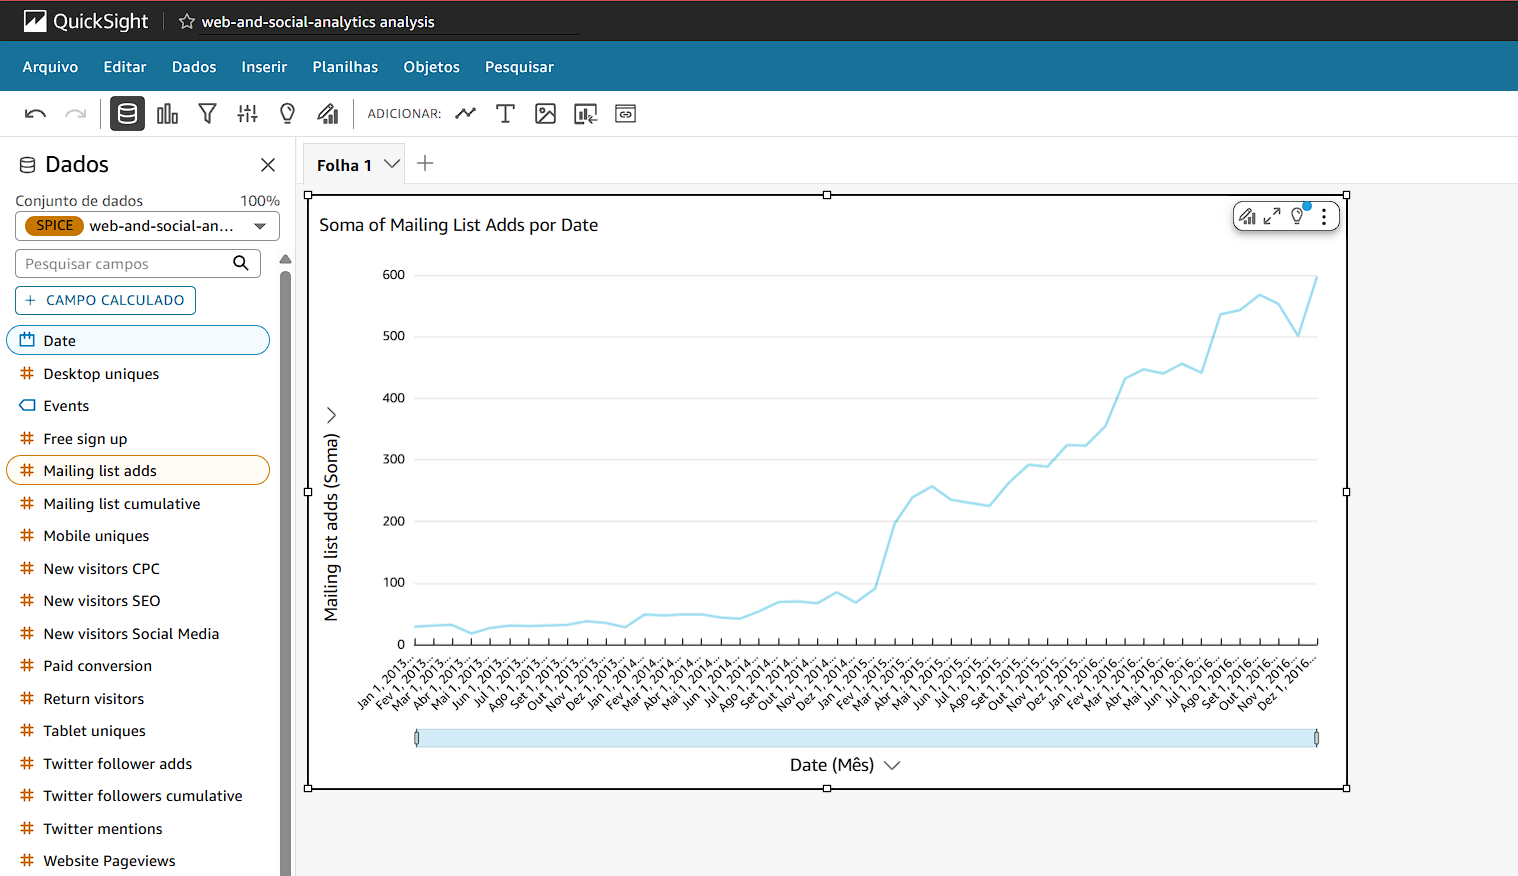 QuickSight web-and-social-analytics analysis
Arquivo Editar Dados Inserir Planilhas Objetos Pesquisar
ADICIONAR:
Dados
Conjunto de dados 100%
SPICE web-and-social-an...
Pesquisar campos
+ CAMPO CALCULADO
Date
Desktop uniques
Events
Free sign up
Mailing list adds
Mailing list cumulative
Mobile uniques
New visitors CPC
New visitors SEO
New visitors Social Media
Paid conversion
Return visitors
Tablet uniques
Twitter follower adds
Twitter followers cumulative
Twitter mentions
Website Pageviews
Folha 1
Soma of Mailing List Adds por Date
Mailing list adds (Soma)
600
500
400
300
200
100
0
Jan 1, 2013...
Fev 1, 2013...
Mar 1, 2013...
Abr 1, 2013...
Mai 1, 2013...
Jun 1, 2013...
Jul 1, 2013...
Ago 1, 2013...
Set 1, 2013...
Out 1, 2013...
Nov 1, 2013...
Dez 1, 2013...
Jan 1, 2014...
Fev 1, 2014...
Mar 1, 2014...
Abr 1, 2014...
Mai 1, 2014...
Jun 1, 2014...
Jul 1, 2014...
Ago 1, 2014...
Set 1, 2014...
Out 1, 2014...
Nov 1, 2014...
Dez 1, 2014...
Jan 1, 2015...
Fev 1, 2015...
Mar 1, 2015...
Abr 1, 2015...
Mai 1, 2015...
Jun 1, 2015...
Jul 1, 2015...
Ago 1, 2015...
Set 1, 2015...
Out 1, 2015...
Nov 1, 2015...
Dez 1, 2015...
Jan 1, 2016...
Fev 1, 2016...
Mar 1, 2016...
Abr 1, 2016...
Mai 1, 2016...
Jun 1, 2016...
Jul 1, 2016...
Ago 1, 2016...
Set 1, 2016...
Out 1, 2016...
Nov 1, 2016...
Dez 1, 2016...
Date (Mês)